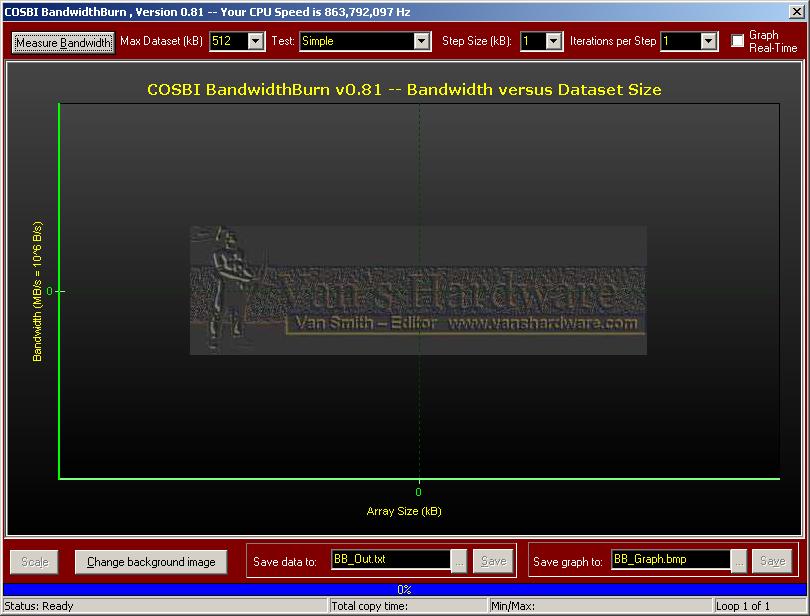 COSBI BandwidthBurn , Version 0.81 -- Your CPU Speed is 863,792,097 Hz
Measure Bandwidth Max Dataset (kB) 512 Test: Simple Step Size (kB): 1 Iterations per Step 1 Graph Real-Time
COSBI BandwidthBurn v0.81 -- Bandwidth versus Dataset Size
Bandwidth (MB/s = 10^6 B/s)
0
Van's Hardware
Van Smith – Editor www.vanshardware.com
0
Array Size (kB)
Scale Change background image Save data to: BB_Out.txt ... Save Save graph to: BB_Graph.bmp ... Save
0%
Status: Ready Total copy time: Min/Max: Loop 1 of 1